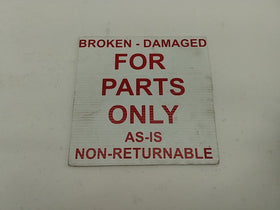 BROKEN - DAMAGED
FOR
PARTS
ONLY
AS-IS
NON-RETURNABLE